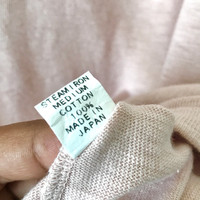 STEAM IRON
MEDIUM
COTTON
100%
MADE IN
JAPAN